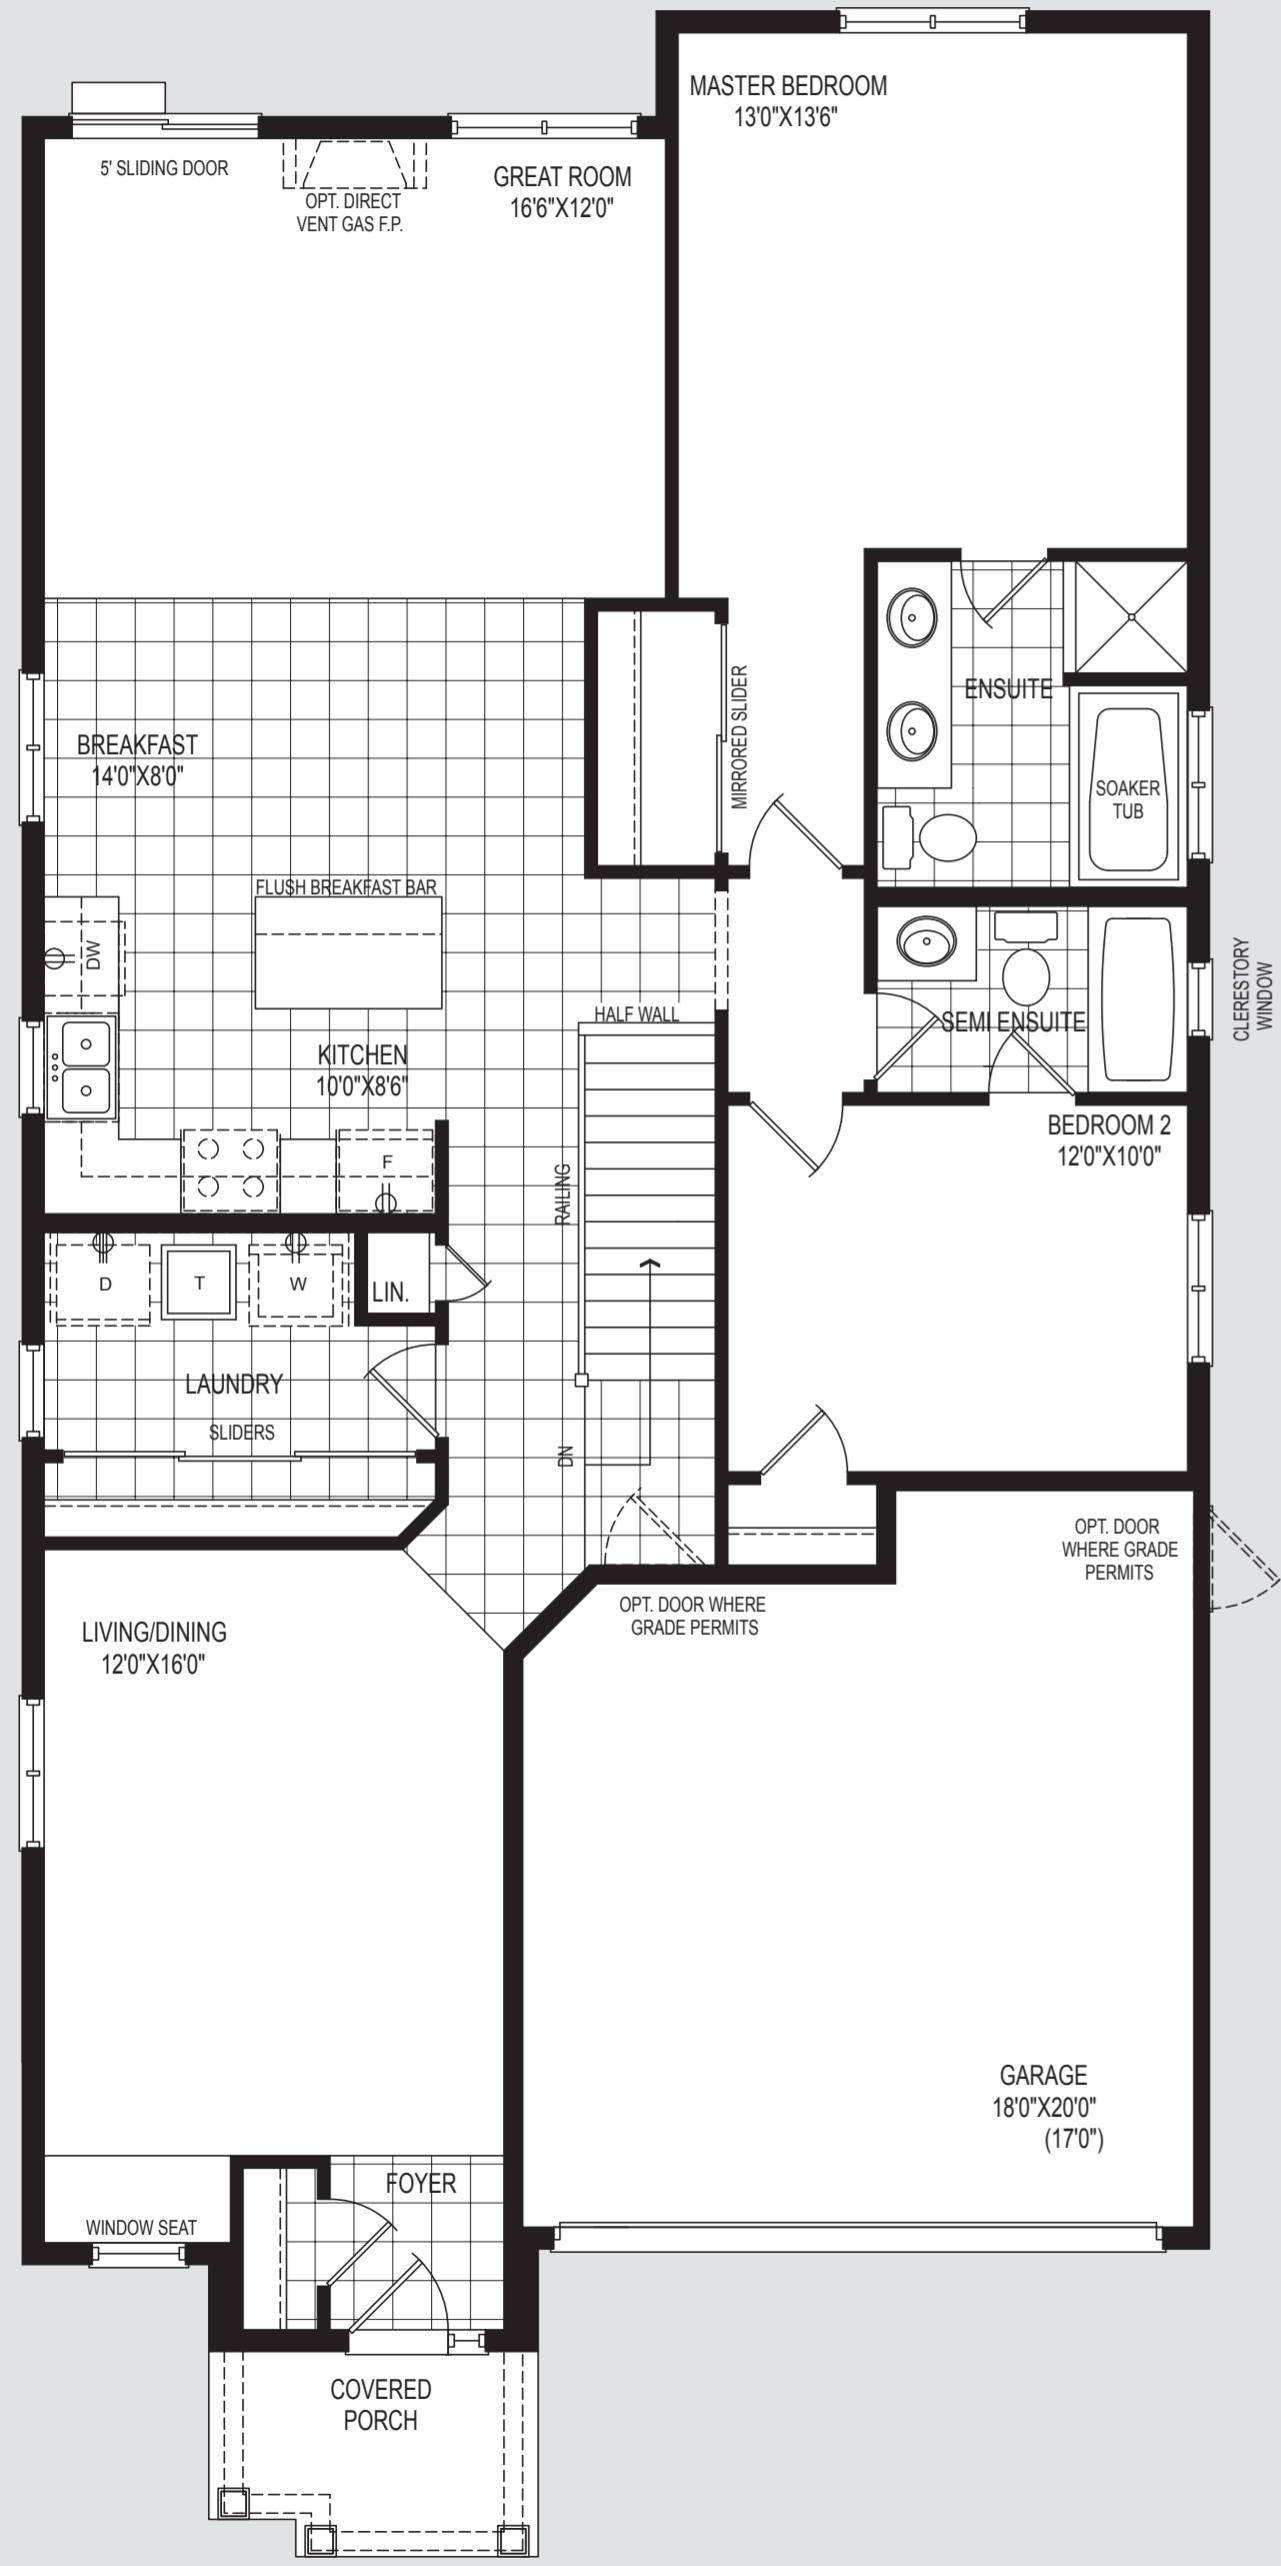 MASTER BEDROOM
13'0"X13'6"
5' SLIDING DOOR
OPT. DIRECT
VENT GAS F.P.
GREAT ROOM
16'6"X12'0"
MIRRORED SLIDER
ENSUITE
SOAKER
TUB
BREAKFAST
14'0"X8'0"
FLUSH BREAKFAST BAR
DW
HALF WALL
KITCHEN
10'0"X8'6"
SEMI ENSUITE
CLERESTORY
WINDOW
BEDROOM 2
12'0"X10'0"
F
RAILING
D
T
W
LIN.
LAUNDRY
SLIDERS
DN
OPT. DOOR
WHERE GRADE
PERMITS
OPT. DOOR WHERE
GRADE PERMITS
LIVING/DINING
12'0"X16'0"
GARAGE
18'0"X20'0"
(17'0")
FOYER
WINDOW SEAT
COVERED
PORCH